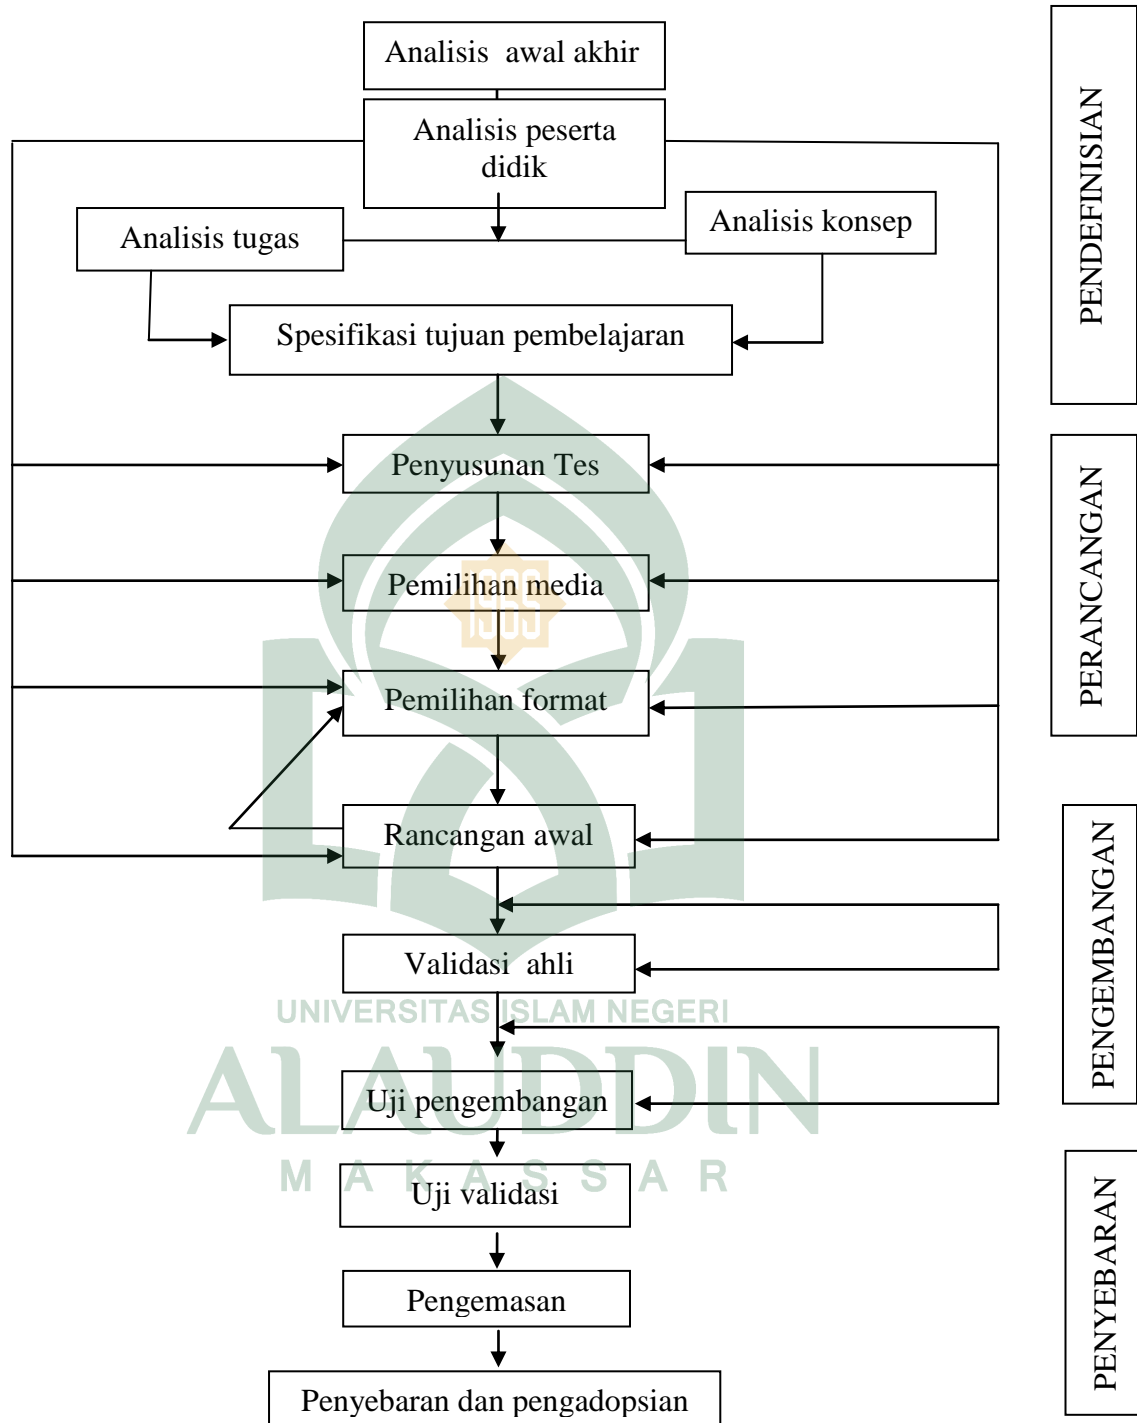 Analisis awal akhir
Analisis peserta
didik
Analisis tugas
Analisis konsep
Spesifikasi tujuan pembelajaran
PENDEFINISIAN
Penyusunan Tes
Pemilihan media
1965
Pemilihan format
PERANCANGAN
Rancangan awal
Validasi ahli
UNIVERSITAS ISLAM NEGERI
ALAUDDIN
Uji pengembangan
PENGEMBANGAN
MAKASSAR
Uji validasi
Pengemasan
Penyebaran dan pengadopsian
PENYEBARAN